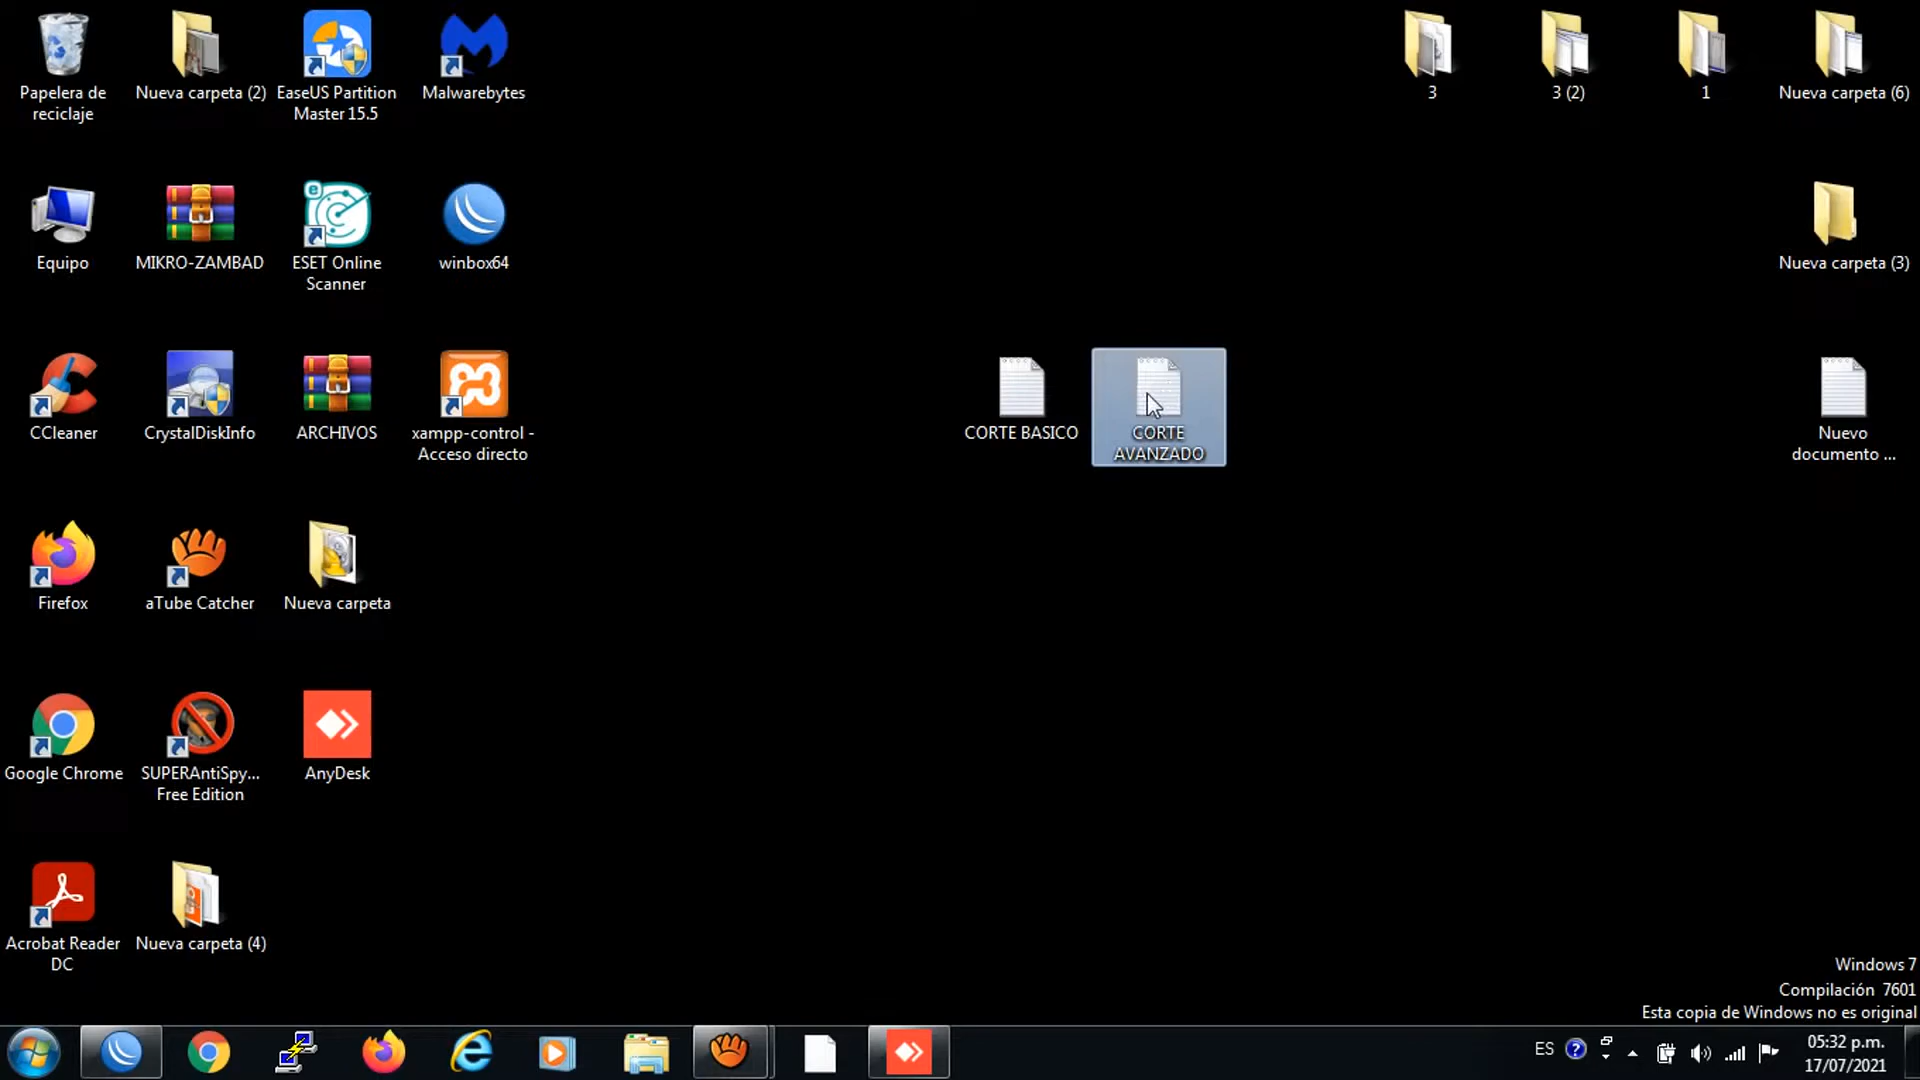 Papelera de
reciclaje
Nueva carpeta (2)
EaseUS Partition
Master 15.5
Malwarebytes
3
3 (2)
1
Nueva carpeta (6)
Equipo
MIKRO-ZAMBAD
ESET Online
Scanner
winbox64
Nueva carpeta (3)
CCleaner
CrystalDiskInfo
ARCHIVOS
xampp-control -
Acceso directo
CORTE BASICO
CORTE
AVANZADO
Nuevo
documento ...
Firefox
aTube Catcher
Nueva carpeta
Google Chrome
SUPERAntiSpy...
Free Edition
AnyDesk
Acrobat Reader
DC
Nueva carpeta (4)
Windows 7
Compilación 7601
Esta copia de Windows no es original
ES
05:32 p.m.
17/07/2021